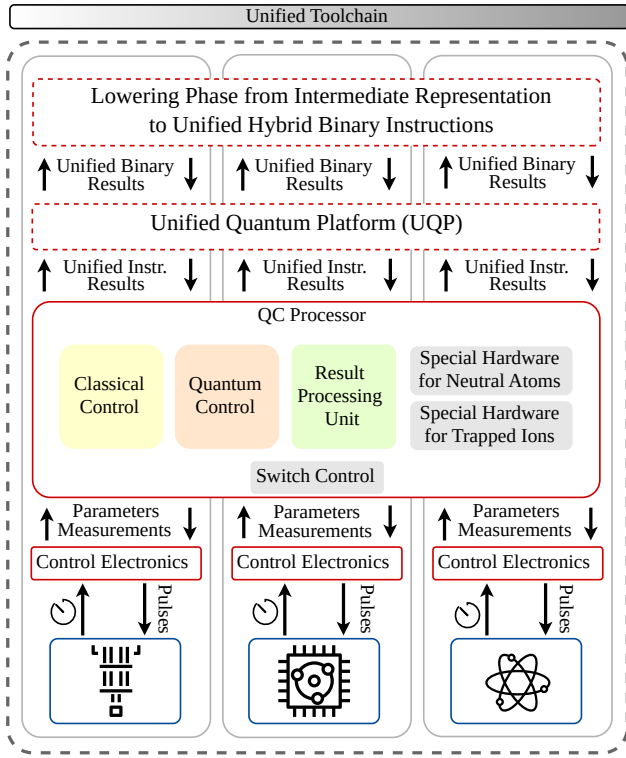 Unified Toolchain
Lowering Phase from Intermediate Representation
to Unified Hybrid Binary Instructions
Unified Binary
Results
Unified Binary
Results
Unified Binary
Results
Unified Quantum Platform (UQP)
Unified Instr.
Results
Unified Instr.
Results
Unified Instr.
Results
QC Processor
Classical
Control
Quantum
Control
Result
Processing
Unit
Special Hardware
for Neutral Atoms
Special Hardware
for Trapped Ions
Switch Control
Parameters
Measurements
Parameters
Measurements
Parameters
Measurements
Control Electronics
Control Electronics
Control Electronics
Pulses
Pulses
Pulses